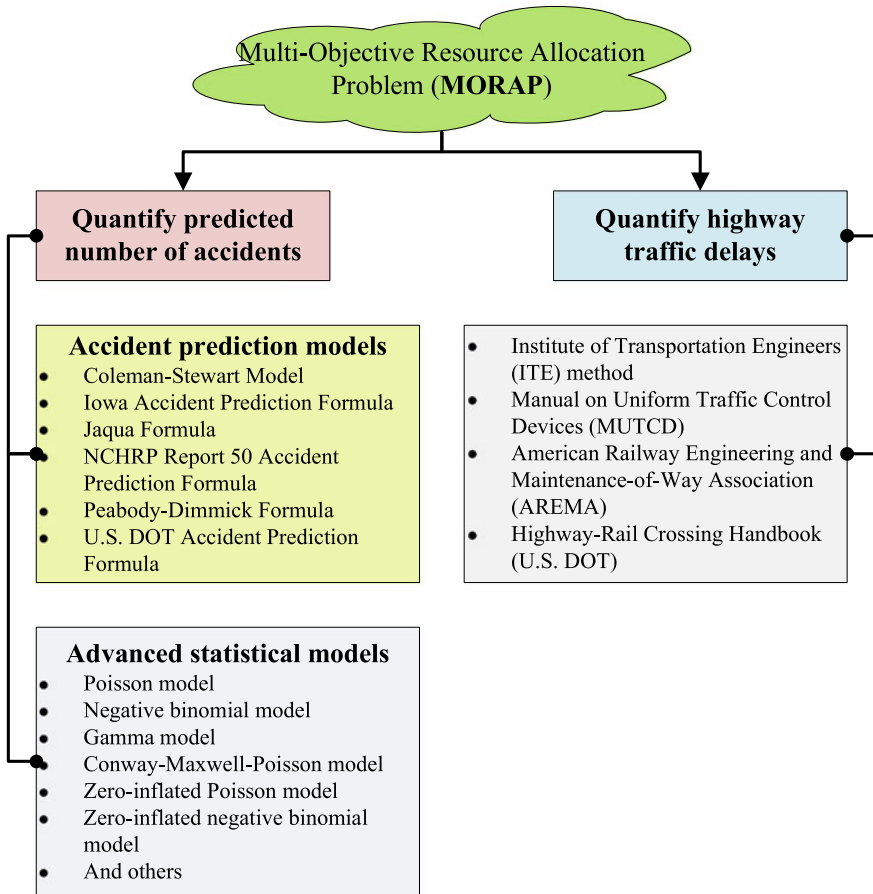 Multi-Objective Resource Allocation
Problem (MORAP)
Quantify predicted
number of accidents
Quantify highway
traffic delays
Accident prediction models
• Coleman-Stewart Model
• Iowa Accident Prediction Formula
• Jaqua Formula
• NCHRP Report 50 Accident
Prediction Formula
• Peabody-Dimmick Formula
• U.S. DOT Accident Prediction
Formula
• Institute of Transportation Engineers
(ITE) method
• Manual on Uniform Traffic Control
Devices (MUTCD)
• American Railway Engineering and
Maintenance-of-Way Association
(AREMA)
• Highway-Rail Crossing Handbook
(U.S. DOT)
Advanced statistical models
• Poisson model
• Negative binomial model
• Gamma model
• Conway-Maxwell-Poisson model
• Zero-inflated Poisson model
• Zero-inflated negative binomial
model
• And others